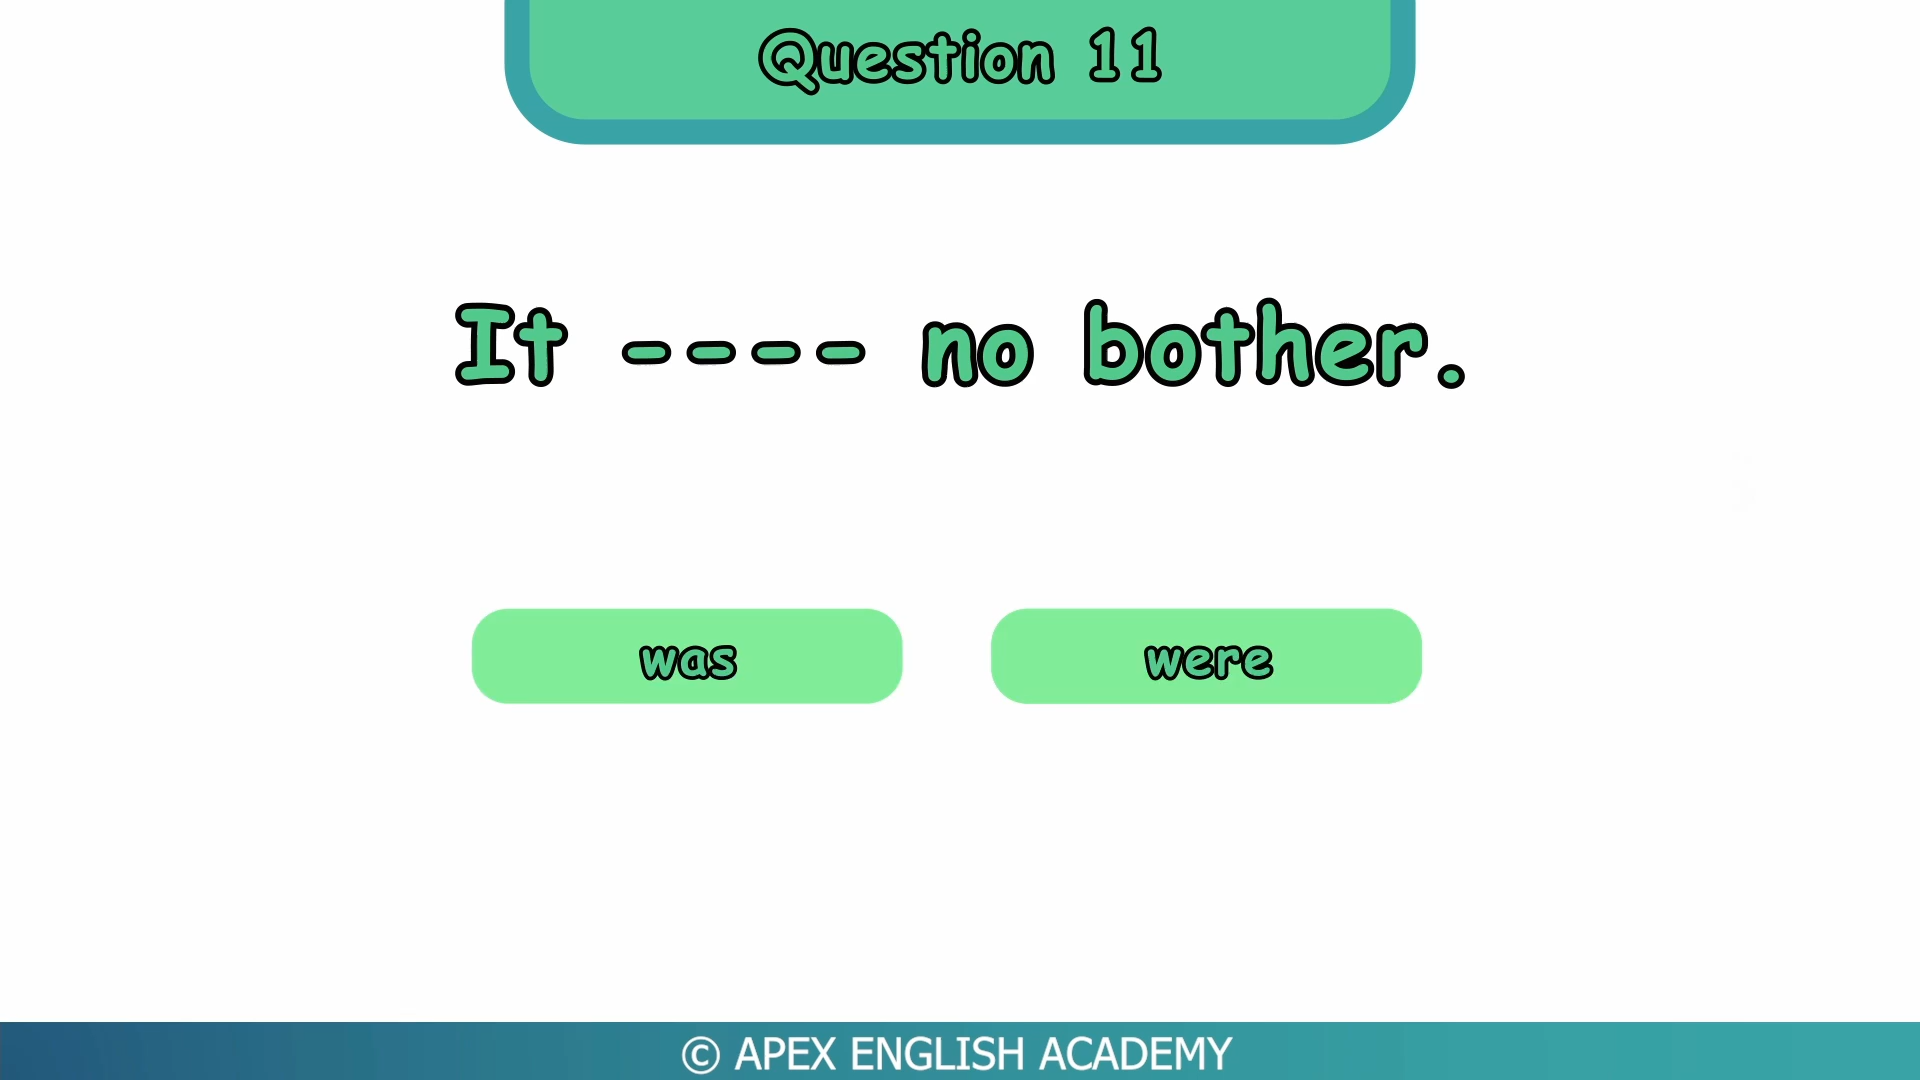 Question 11
It ---- no bother.
was
were
© APEX ENGLISH ACADEMY